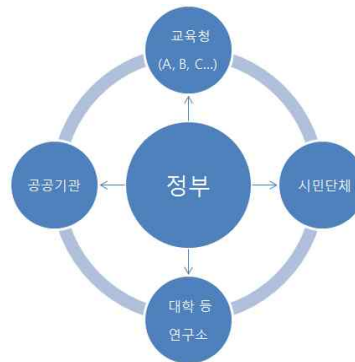 교육청
(A, B, C...)
공공기관
정부
시민단체
대학 등
연구소